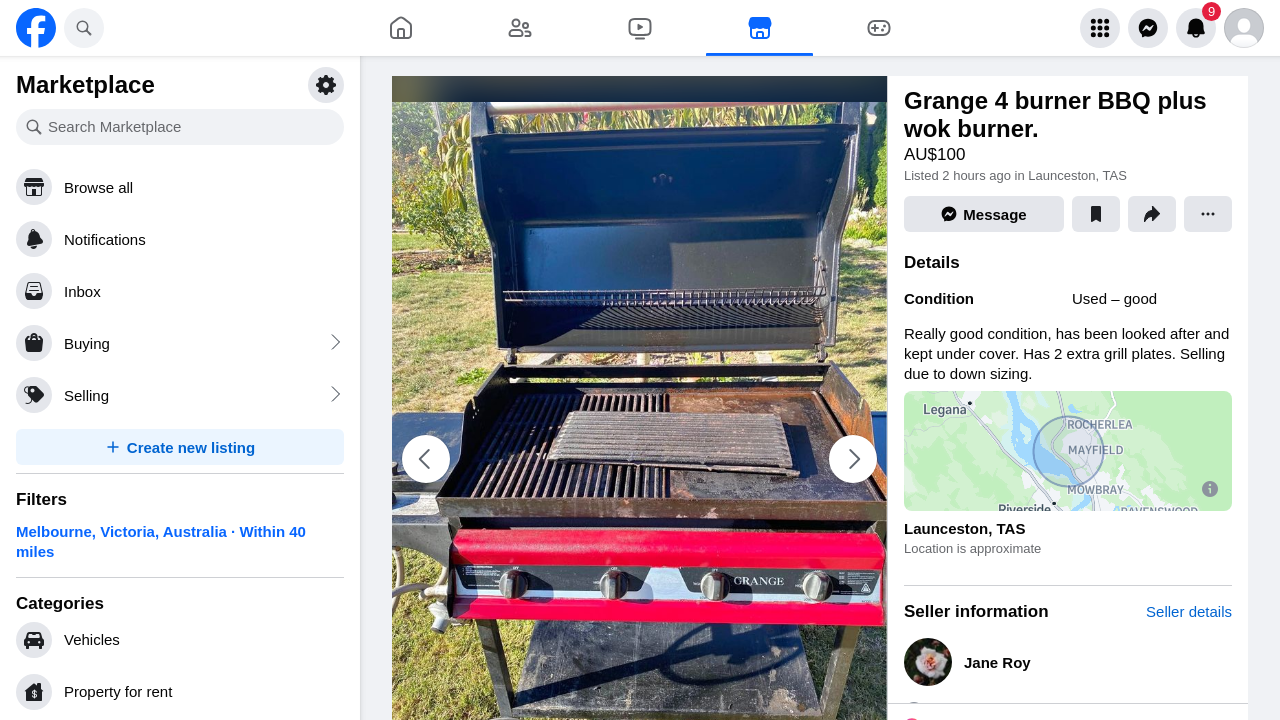 9
Marketplace
Search Marketplace
Browse all
Notifications
Inbox
Buying
Selling
Create new listing
Filters
Melbourne, Victoria, Australia · Within 40
miles
Categories
Vehicles
Property for rent
GRANGE
Grange 4 burner BBQ plus
wok burner.
AU$100
Listed 2 hours ago in Launceston, TAS
Message
Details
Condition
Used – good
Really good condition, has been looked after and
kept under cover. Has 2 extra grill plates. Selling
due to down sizing.
Legana
ROCHERLEA
MAYFIELD
MOWBRAY
Riverside
RAVENSWOOD
Launceston, TAS
Location is approximate
Seller information
Seller details
Jane Roy